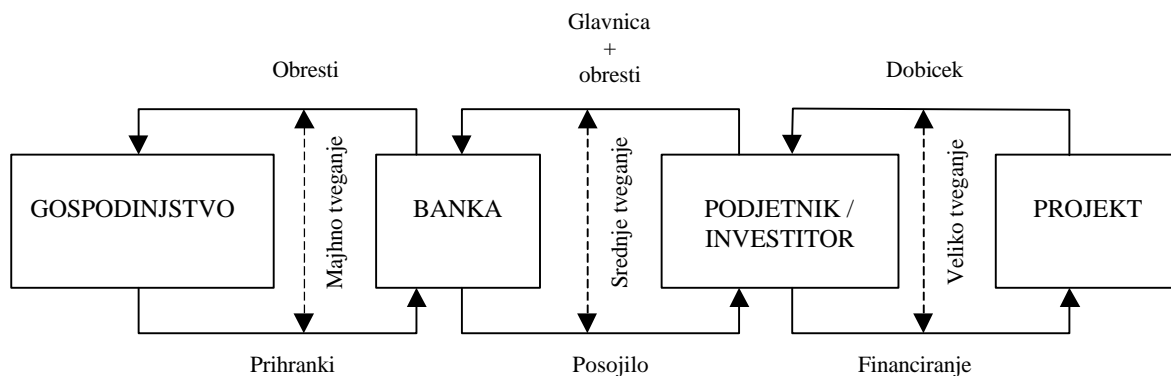 Glavnica
+
obresti
Obresti
Dobicek
GOSPODINJSTVO
Majhno tveganje
BANKA
Srednje tveganje
PODJETNIK /
INVESTITOR
Veliko tveganje
PROJEKT
Prihranki
Posojilo
Financiranje